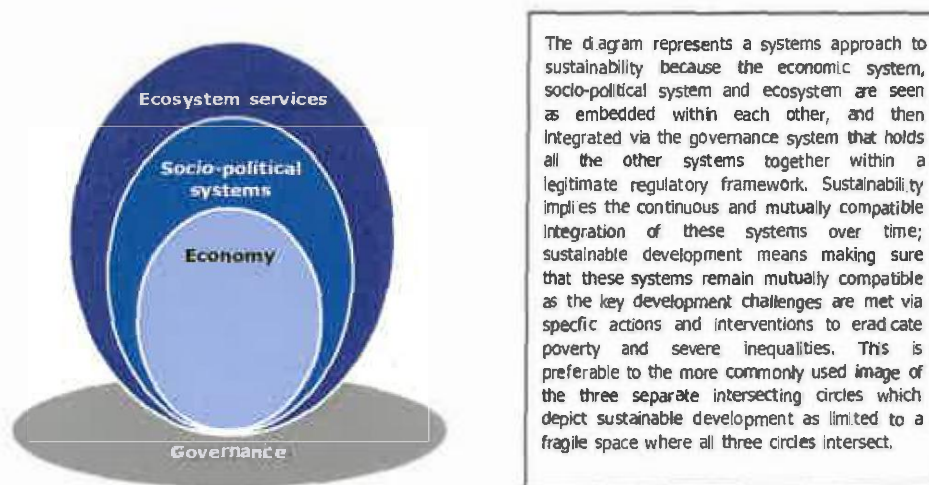 Ecosystem services
Socio-political
systems
Economy
Governance
The diagram represents a systems approach to
sustainability because the economic system,
socio-political system and ecosystem are seen
as embedded within each other, and then
integrated via the governance system that holds
all the other systems together within a
legitimate regulatory framework. Sustainability
implies the continuous and mutually compatible
integration of these systems over time;
sustainable development means making sure
that these systems remain mutually compatible
as the key development challenges are met via
specfic actions and interventions to eradicate
poverty and severe inequalities. This is
preferable to the more commonly used image of
the three separate intersecting circles which
depict sustainable development as limited to a
fragile space where all three circles intersect.